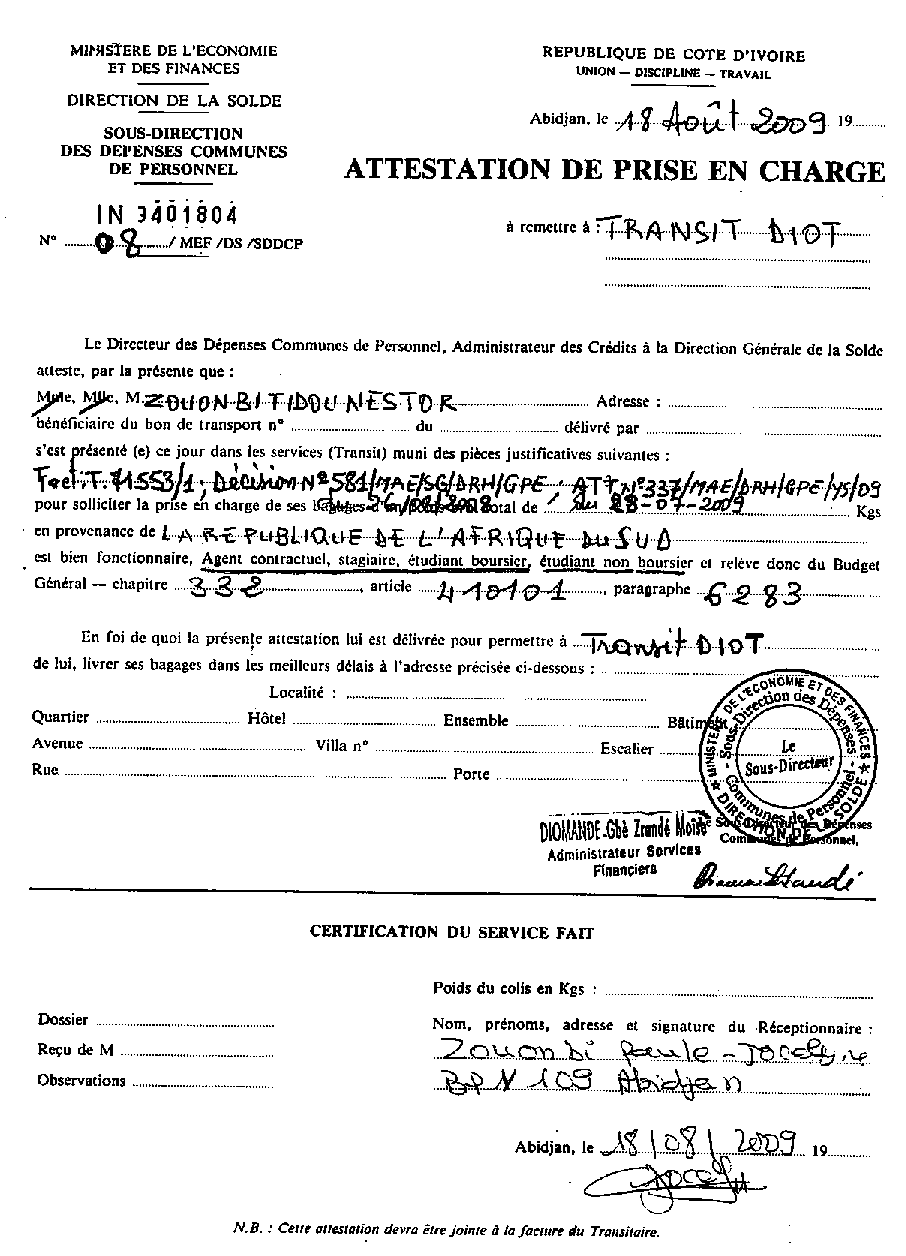 MINISTERE DE L'ECONOMIE
ET DES FINANCES
DIRECTION DE LA SOLDE
SOUS-DIRECTION
DES DEPENSES COMMUNES
DE PERSONNEL
IN 3401804
N° 08 / MEF /DS /SDDCP
REPUBLIQUE DE COTE D'IVOIRE
UNION — DISCIPLINE — TRAVAIL
Abidjan, le 18 Août 2009 19
ATTESTATION DE PRISE EN CHARGE
à remettre à : TRANSIT DIOT
Le Directeur des Dépenses Communes de Personnel, Administrateur des Crédits à la Direction Générale de la Solde
atteste, par la présente que :
Mme, Mlle, M. ZOUONBI TIDOU NESTOR Adresse :
bénéficiaire du bon de transport n° du délivré par
s'est présenté (e) ce jour dans les services (Transit) muni des pièces justificatives suivantes :
Fact.T. 71553/1, Décision N° 581/MAE/SG/DRH/GPE, ATT N° 337/MAE/DRH/GPE/YS/09
pour solliciter la prise en charge de ses bagages total de du 28-07-2009 Kgs
en provenance de LA REPUBLIQUE DE L'AFRIQUE DU SUD
est bien fonctionnaire, Agent contractuel, stagiaire, étudiant boursier, étudiant non boursier et relève donc du Budget
Général — chapitre 338, article 410101, paragraphe 6283
En foi de quoi la présente attestation lui est délivrée pour permettre à Transit DIOT
de lui, livrer ses bagages dans les meilleurs délais à l'adresse précisée ci-dessous :
Localité :
Quartier Hôtel Ensemble Bâtiment
Avenue Villa n° Escalier
Rue Porte
MINISTERE DE L'ECONOMIE ET DES FINANCES
DIRECTION DE LA SOLDE
Sous-Direction des Dépenses
Communes de Personnel
Le
Sous-Directeur
Le Sous-Directeur des Dépenses
Communes de Personnel,
DIOMANDE-Gbè Zrandé Moïse
Administrateur Services
Financiers
CERTIFICATION DU SERVICE FAIT
Poids du colis en Kgs :
Dossier
Reçu de M
Observations
Nom, prénoms, adresse et signature du Réceptionnaire :
Zouonbi Paule-Jocelyne
BP V 109 Abidjan
Abidjan, le 18/08/2009 19
N.B. : Cette attestation devra être jointe à la facture du Transitaire.